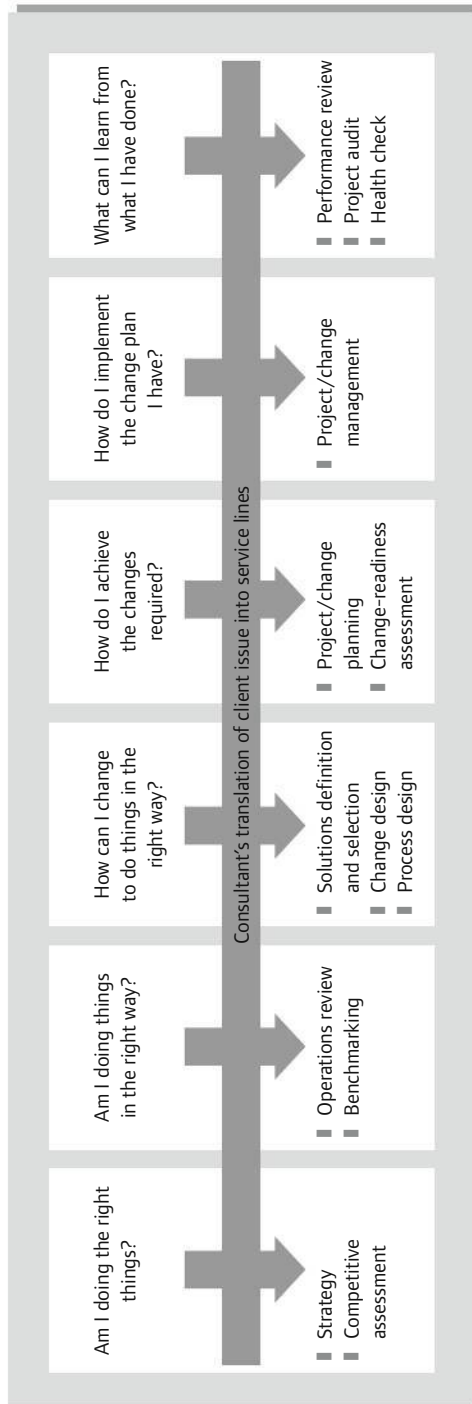 Am I doing the right
things?
Am I doing things
in the right way?
How can I change
to do things in the
right way?
How do I achieve
the changes
required?
How do I implement
the change plan
I have?
What can I learn from
what I have done?
Consultant's translation of client issue into service lines
Strategy
Competitive
assessment
Operations review
Benchmarking
Solutions definition
and selection
Change design
Process design
Project/change
planning
Change-readiness
assessment
Project/change
management
Performance review
Project audit
Health check